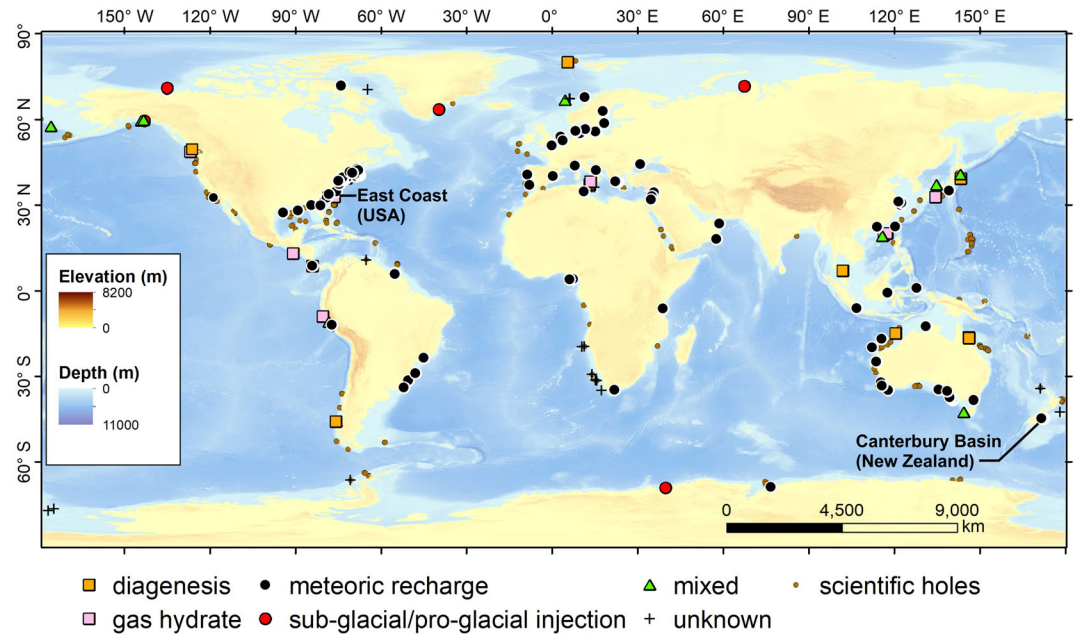 150° W 120° W 90° W 60° W 30° W 0° 30° E 60° E 90° E 120° E 150° E
90°
60° N
30° N
0°
30° S
60° S
East Coast
(USA)
Elevation (m)
8200
0
Depth (m)
0
11000
Canterbury Basin
(New Zealand)
0 4,500 9,000
km
diagenesis meteoric recharge mixed scientific holes
gas hydrate sub-glacial/pro-glacial injection unknown